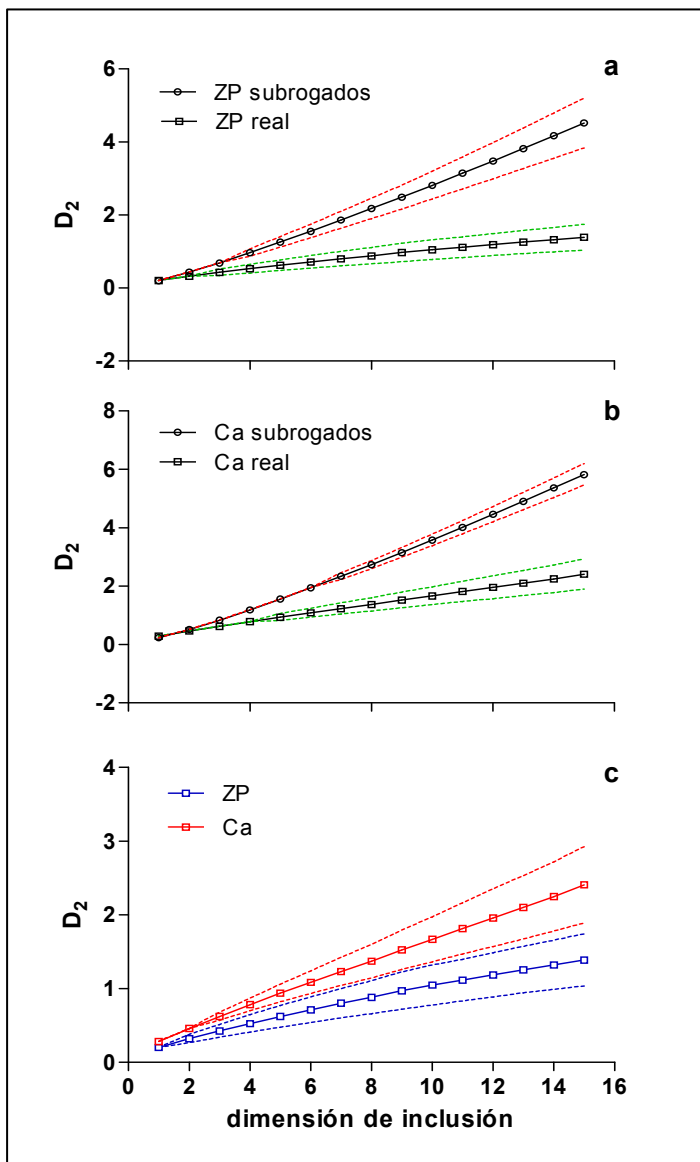 a
6
4
2
0
-2
D2
ZP subrogados
ZP real
b
8
6
4
2
0
-2
D2
Ca subrogados
Ca real
c
4
3
2
1
0
D2
ZP
Ca
0 2 4 6 8 10 12 14 16
dimensión de inclusión